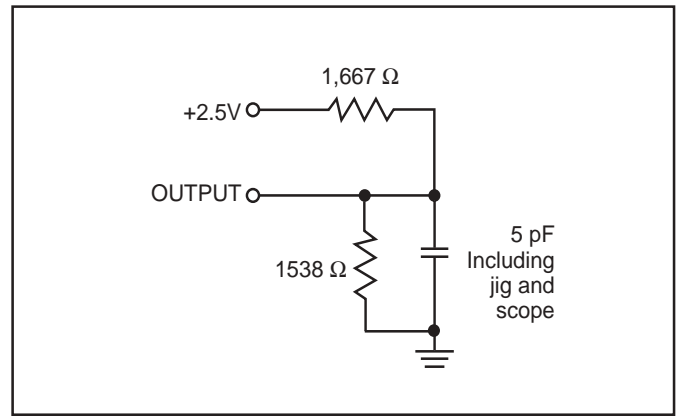 1,667 Ω
+2.5V
OUTPUT
1538 Ω
5 pF
Including
jig and
scope